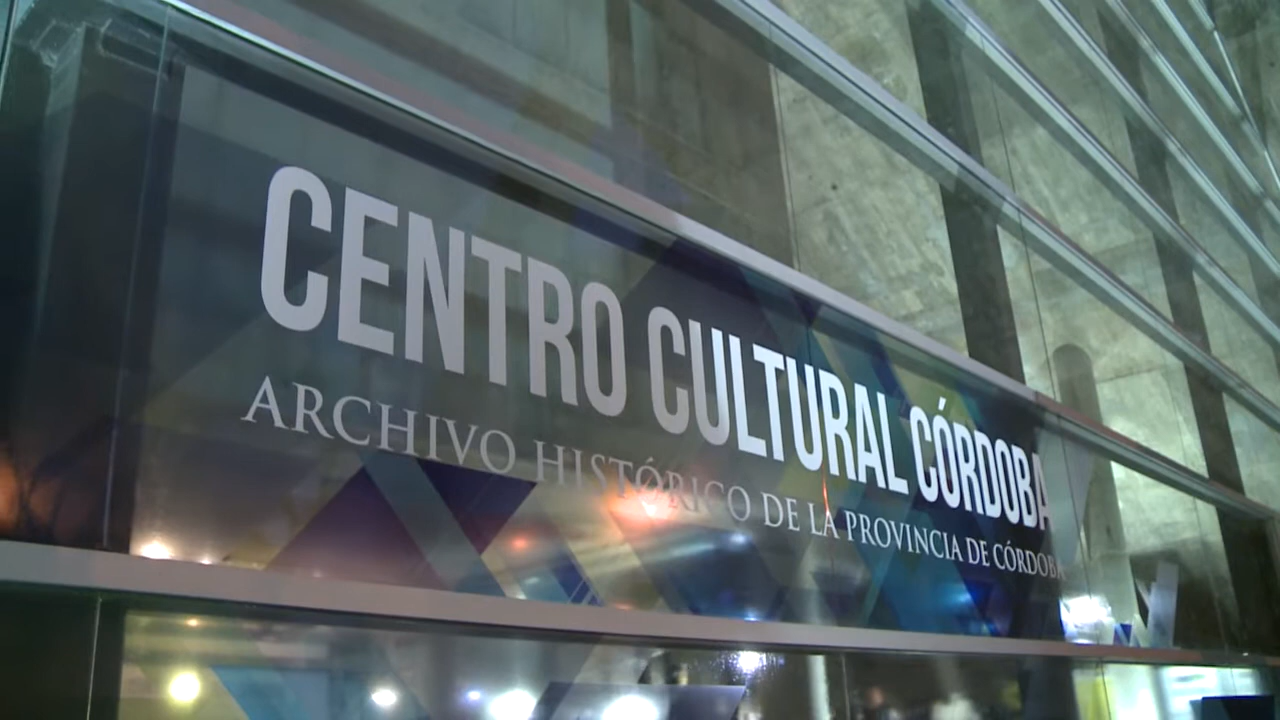 CENTRO CULTURAL CÓRDOBA
ARCHIVO HISTÓRICO DE LA PROVINCIA DE CÓRDOBA